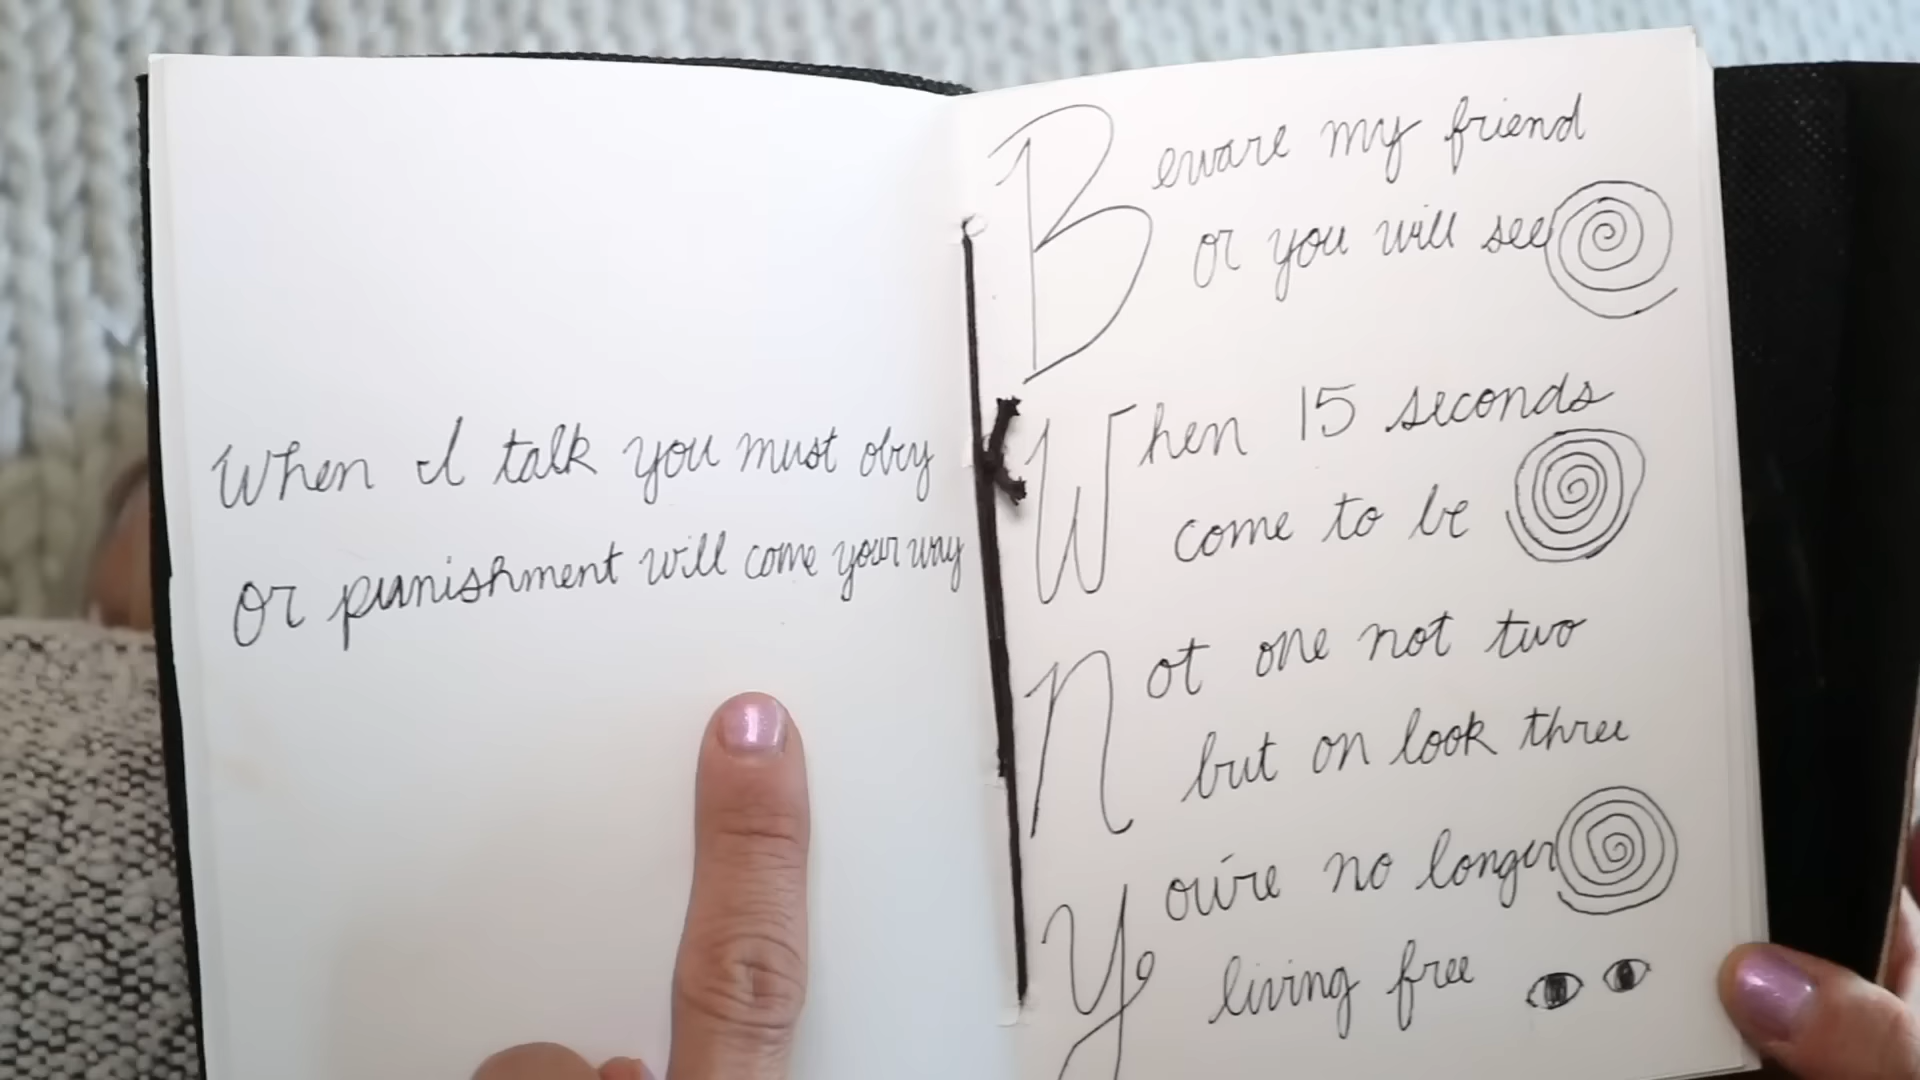 When I talk you must obey
or punishment will come your way
Beware my friend
or you will see
When 15 seconds
come to be
Not one not two
but on look three
You're no longer
living free